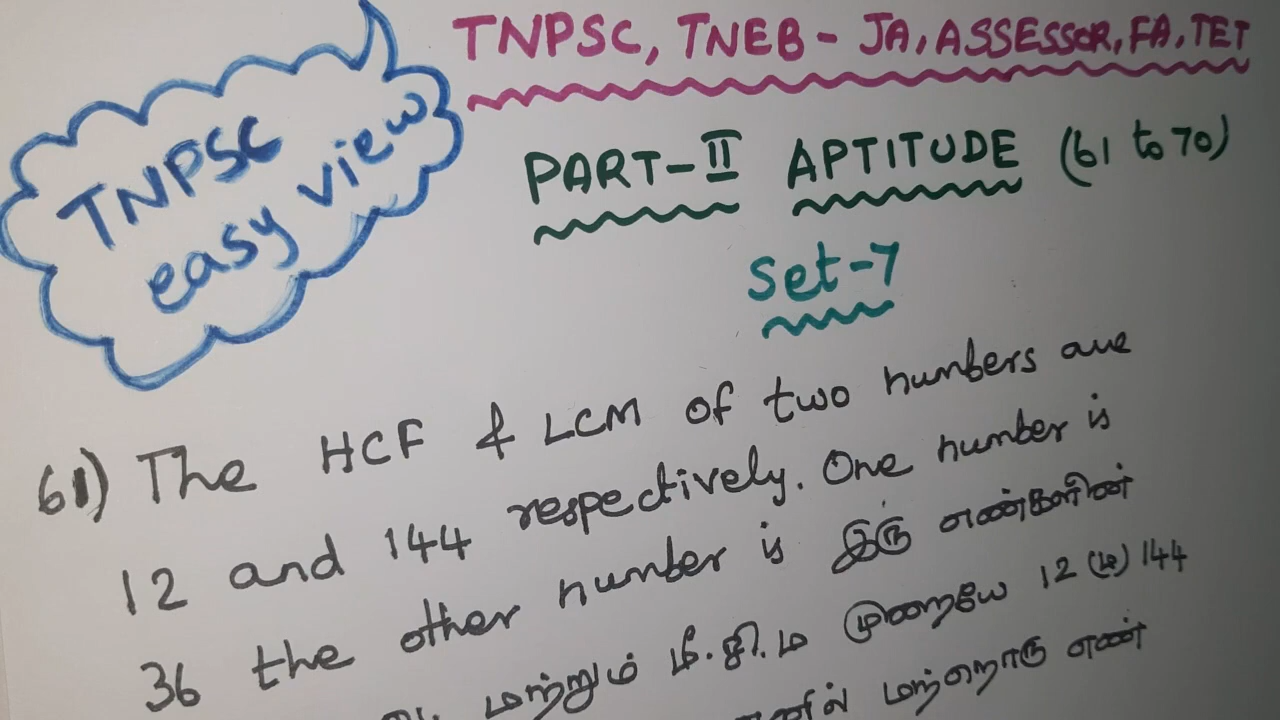 TNPSC
easy view
TNPSC, TNEB - JA, ASSESSOR, FA, TET
PART-II APTITUDE (61 to 70)
Set-7
61) The HCF & LCM of two numbers are
12 and 144 respectively. One number is
36 the other number is இரு எண்களின்
மற்றும் மீ.சி.ம முறையே 12 (ம) 144
மற்றொரு எண்